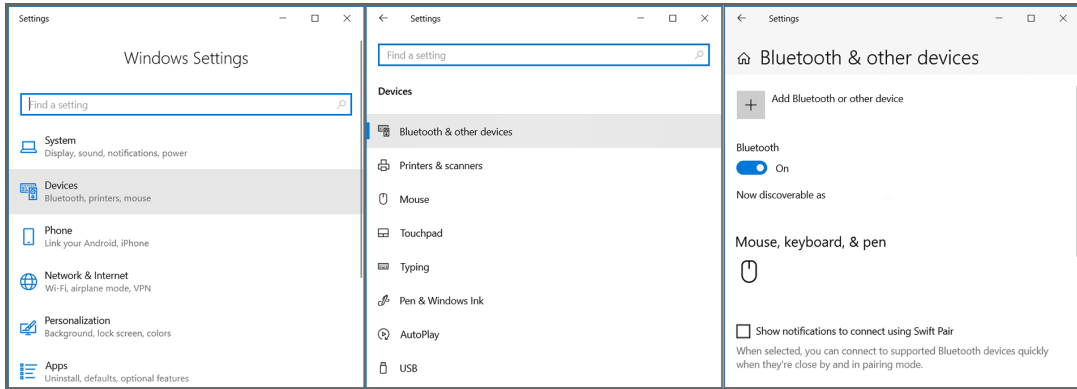 Settings
Windows Settings
Find a setting
System
Display, sound, notifications, power
Devices
Bluetooth, printers, mouse
Phone
Link your Android, iPhone
Network & Internet
Wi-Fi, airplane mode, VPN
Personalization
Background, lock screen, colors
Apps
Uninstall, defaults, optional features
Settings
Find a setting
Devices
Bluetooth & other devices
Printers & scanners
Mouse
Touchpad
Typing
Pen & Windows Ink
AutoPlay
USB
Settings
Bluetooth & other devices
Add Bluetooth or other device
Bluetooth
On
Now discoverable as
Mouse, keyboard, & pen
Show notifications to connect using Swift Pair
When selected, you can connect to supported Bluetooth devices quickly
when they're close by and in pairing mode.